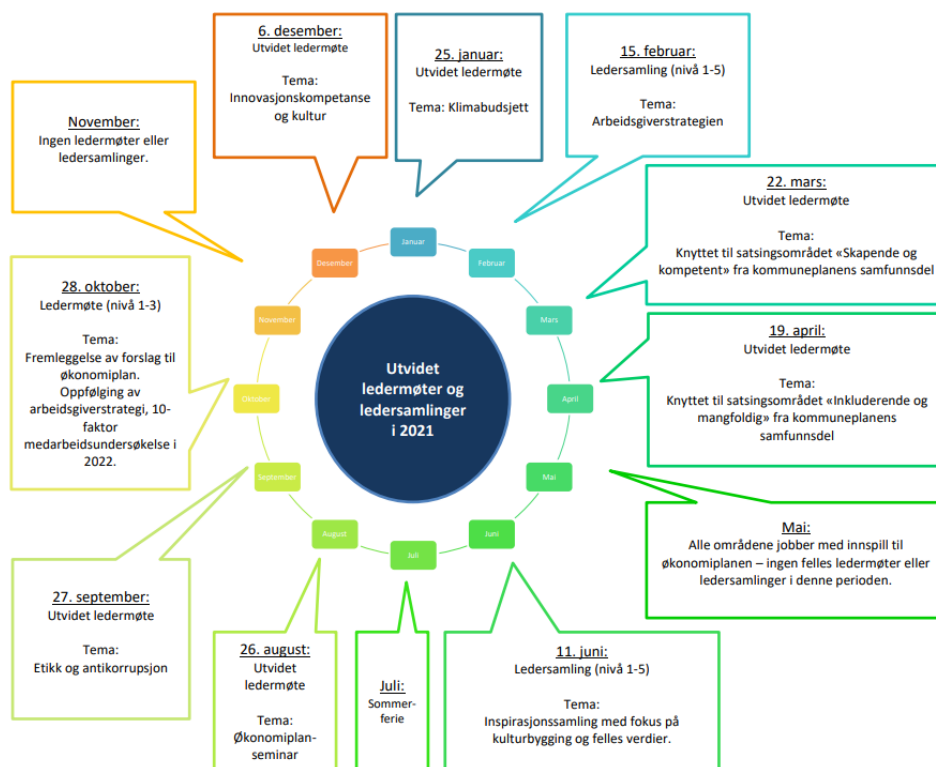 6. desember:
Utvidet ledermøte
Tema:
Innovasjonskompetanse
og kultur
25. januar:
Utvidet ledermøte
Tema: Klimabudsjett
15. februar:
Ledersamling (nivå 1-5)
Tema:
Arbeidsgiverstrategien
November:
Ingen ledermøter eller
ledersamlinger.
22. mars:
Utvidet ledermøte
Tema:
Knyttet til satsingsområdet «Skapende og
kompetent» fra kommuneplanens samfunnsdel
28. oktober:
Ledermøte (nivå 1-3)
Tema:
Fremleggelse av forslag til
økonomiplan.
Oppfølging av
arbeidsgiverstrategi, 10-
faktor
medarbeidsundersøkelse i
2022.
19. april:
Utvidet ledermøte
Tema:
Knyttet til satsingsområdet «Inkluderende og
mangfoldig» fra kommuneplanens
samfunnsdel
Januar
Februar
Mars
April
Mai
Juni
Juli
August
September
Oktober
November
Desember
Utvidet
ledermøter og
ledersamlinger
i 2021
Mai:
Alle områdene jobber med innspill til
økonomiplanen – ingen felles ledermøter eller
ledersamlinger i denne perioden.
27. september:
Utvidet ledermøte
Tema:
Etikk og antikorrupsjon
26. august:
Utvidet
ledermøte
Tema:
Økonomiplan-
seminar
Juli:
Sommer-
ferie
11. juni:
Ledersamling (nivå 1-5)
Tema:
Inspirasjonssamling med fokus på
kulturbygging og felles verdier.